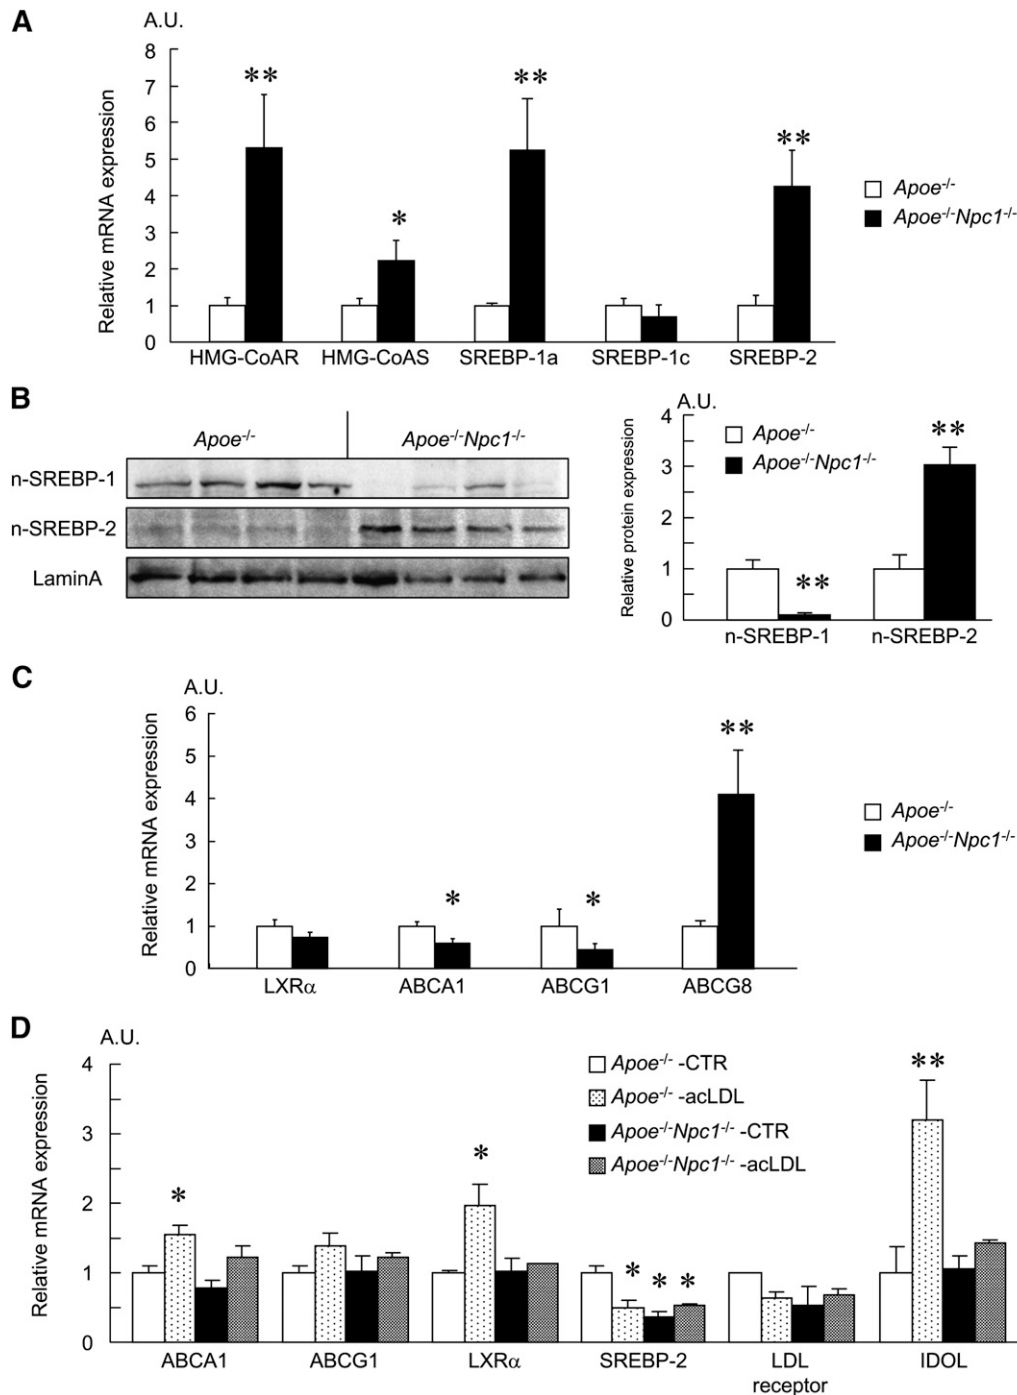 A
A.U.
Relative mRNA expression
8
7
6
5
4
3
2
1
0
** * ** **
HMG-CoAR HMG-CoAS SREBP-1a SREBP-1c SREBP-2
Apoe-/-
Apoe-/-Npc1-/-
B
Apoe-/- Apoe-/-Npc1-/-
n-SREBP-1
n-SREBP-2
LaminA
A.U.
Relative protein expression
4
3
1
0
Apoe-/-
Apoe-/-Npc1-/-
** **
n-SREBP-1 n-SREBP-2
C
A.U.
Relative mRNA expression
6
5
4
3
2
1
0
* * **
LXRα ABCA1 ABCG1 ABCG8
Apoe-/-
Apoe-/-Npc1-/-
D
A.U.
Relative mRNA expression
4
3
2
1
0
Apoe-/- -CTR
Apoe-/- -acLDL
Apoe-/-Npc1-/- -CTR
Apoe-/-Npc1-/- -acLDL
* * * * * **
ABCA1 ABCG1 LXRα SREBP-2 LDL IDOL
receptor